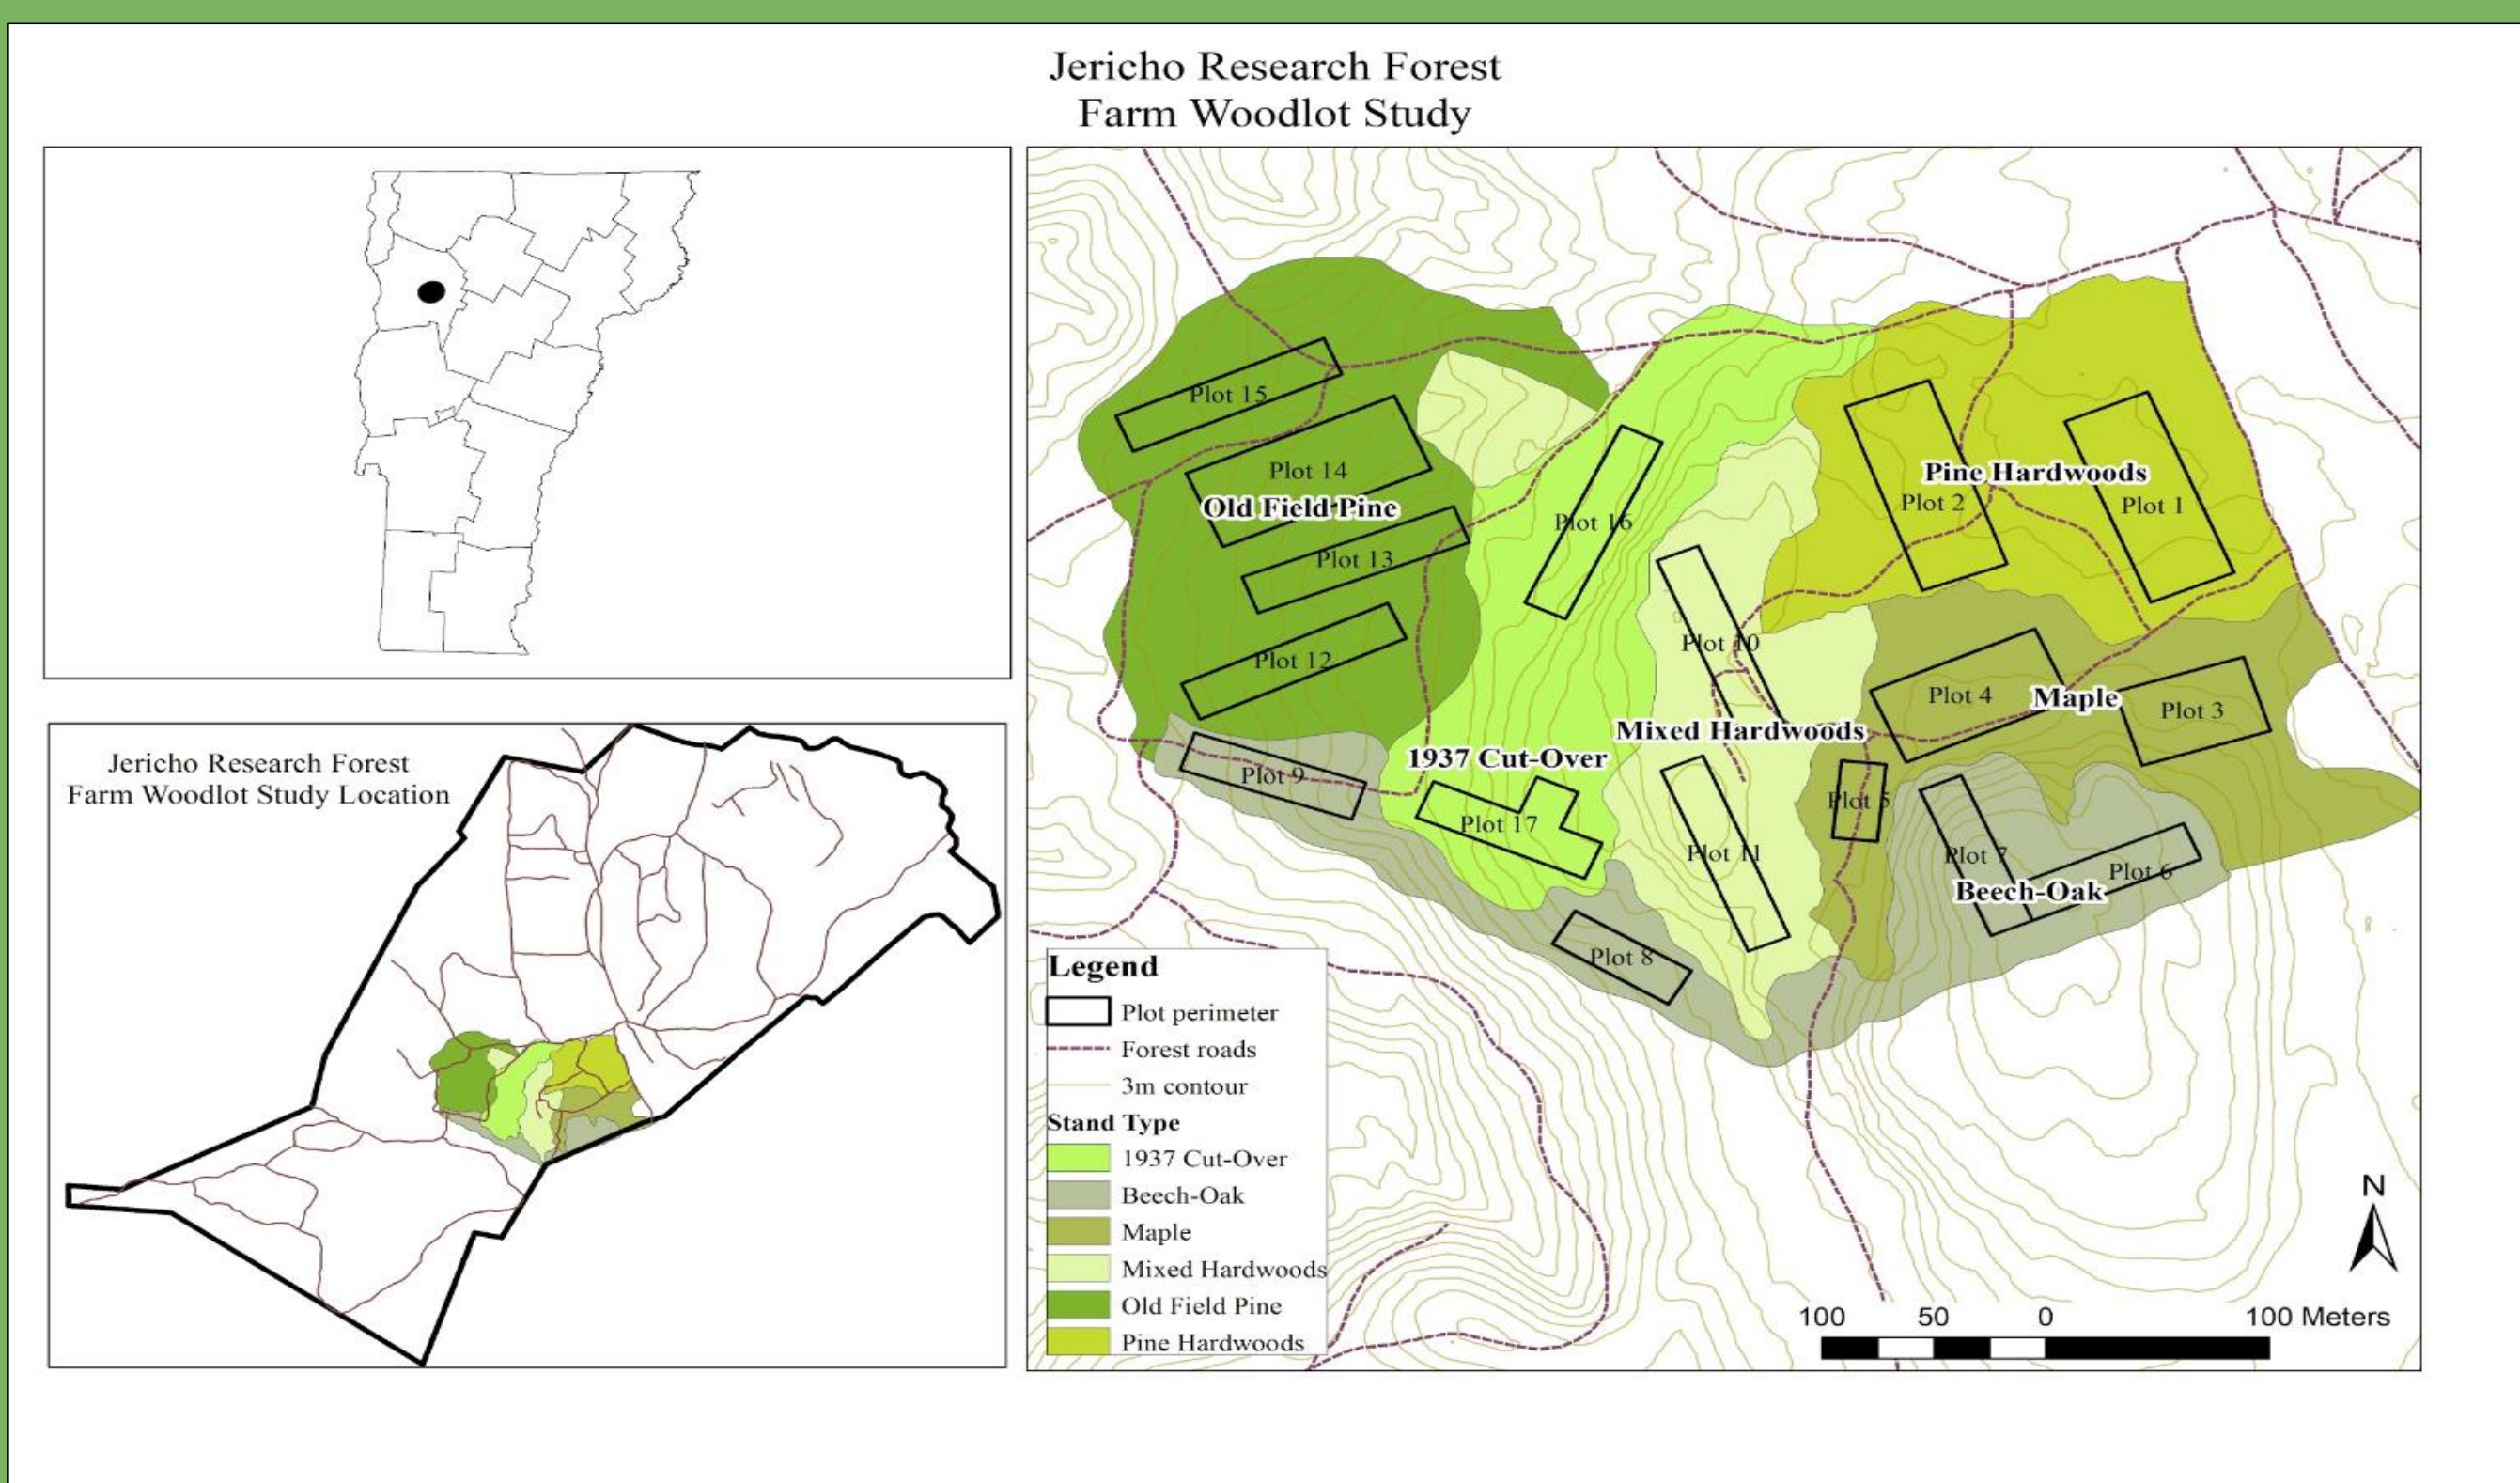 Jericho Research Forest
Farm Woodlot Study
Jericho Research Forest
Farm Woodlot Study Location
Plot 15
Plot 14
Old Field Pine
Plot 13
Plot 12
Plot 16
Pine Hardwoods
Plot 2
Plot 1
Plot 10
Plot 4
Maple
Plot 3
Mixed Hardwoods
1937 Cut-Over
Plot 9
Plot 17
Plot 5
Plot 11
Plot 7
Plot 6
Beech-Oak
Plot 8
Legend
Plot perimeter
Forest roads
3m contour
Stand Type
1937 Cut-Over
Beech-Oak
Maple
Mixed Hardwoods
Old Field Pine
Pine Hardwoods
N
100 50 0 100 Meters